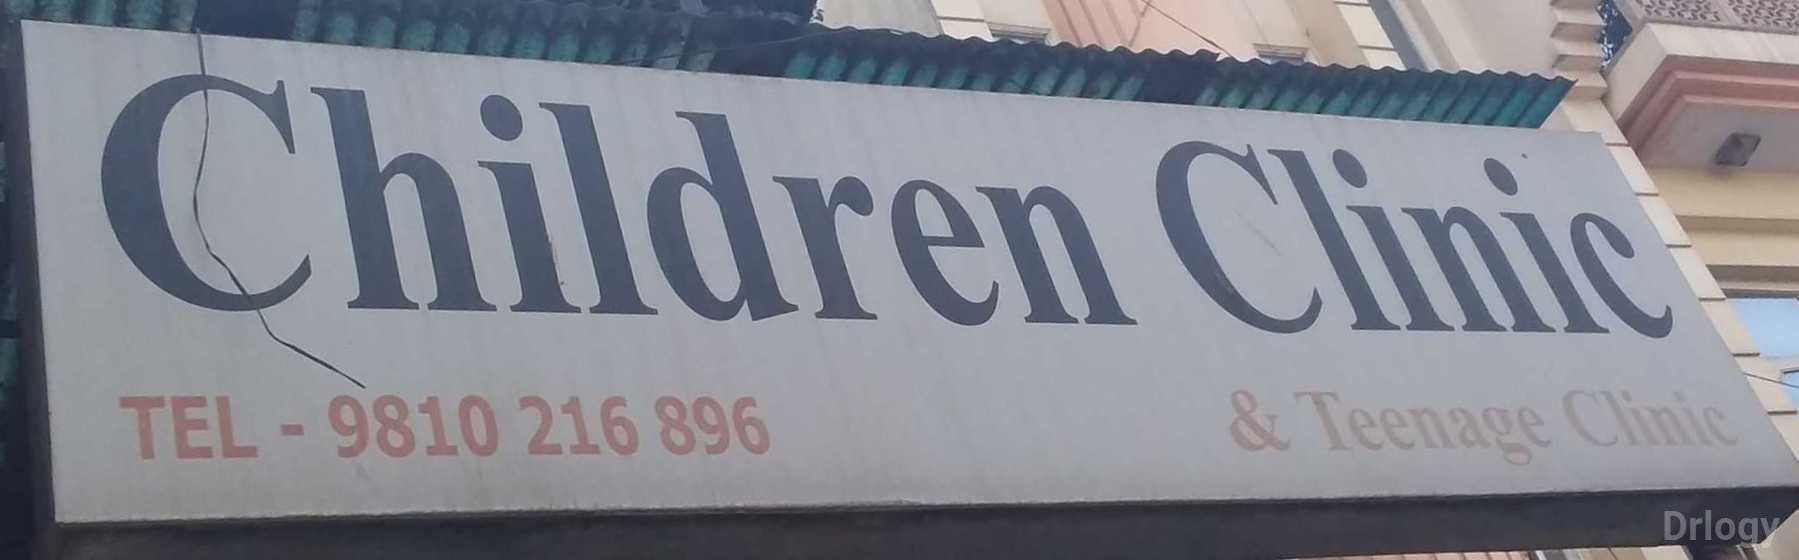 Children Clinic
TEL - 9810 216 896
& Teenage Clinic
Drlogy